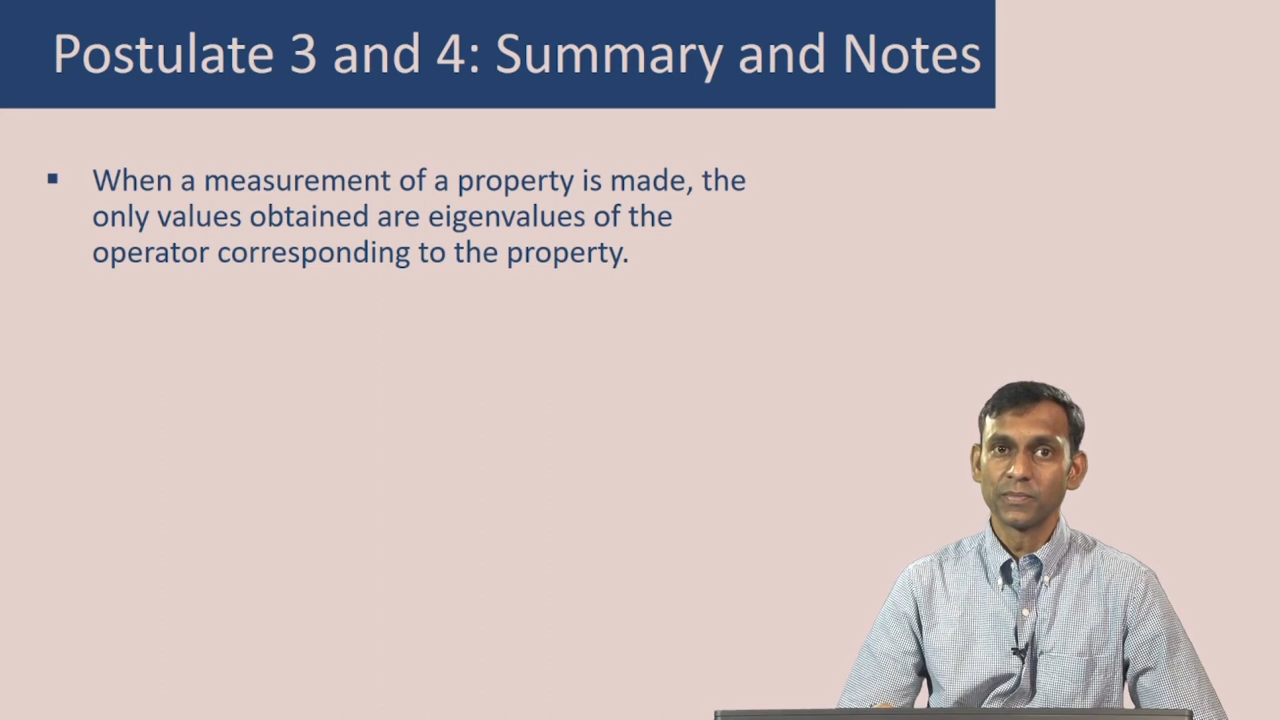 Postulate 3 and 4: Summary and Notes
▪ When a measurement of a property is made, the
only values obtained are eigenvalues of the
operator corresponding to the property.